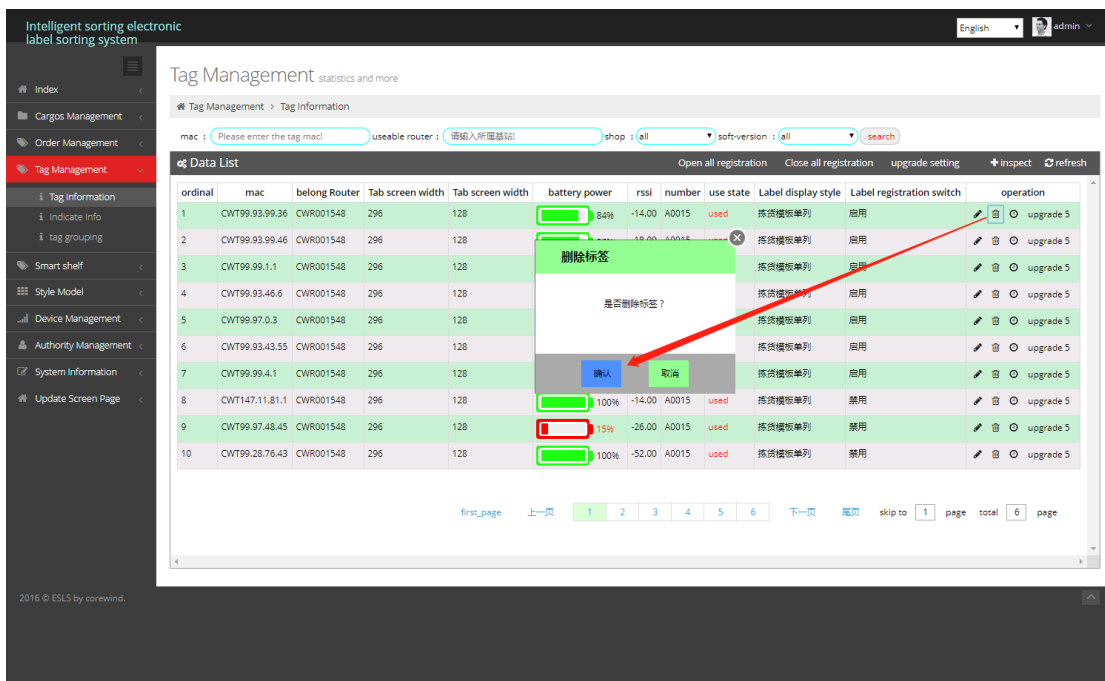 Intelligent sorting electronic
label sorting system
English
admin
Index
Cargos Management
Order Management
Tag Management
Tag Information
Indicate Info
tag grouping
Smart shelf
Style Model
Device Management
Authority Management
System Information
Update Screen Page
2016 © ESLS by corewind.
Tag Management statistics and more
Tag Management > Tag Information
mac : Please enter the tag mac! useable router : 请输入所属基站! shop : all soft-version : all search
Data List Open all registration Close all registration upgrade setting +inspect refresh
ordinal mac belong Router Tab screen width Tab screen width battery power rssi number use state Label display style Label registration switch operation
1 CWT99.93.99.36 CWR001548 296 128 84% -14.00 A0015 used 拣货模板单列 启用 upgrade 5
2 CWT99.93.99.46 CWR001548 296 128 -18.00 A0015 拣货模板单列 启用 upgrade 5
3 CWT99.99.1.1 CWR001548 296 128 拣货模板单列 启用 upgrade 5
4 CWT99.93.46.6 CWR001548 296 128 拣货模板单列 启用 upgrade 5
5 CWT99.97.0.3 CWR001548 296 128 拣货模板单列 启用 upgrade 5
6 CWT99.93.43.55 CWR001548 296 128 拣货模板单列 启用 upgrade 5
7 CWT99.99.4.1 CWR001548 296 128 拣货模板单列 启用 upgrade 5
8 CWT147.11.81.1 CWR001548 296 128 100% -14.00 A0015 used 拣货模板单列 禁用 upgrade 5
9 CWT99.97.48.45 CWR001548 296 128 15% -26.00 A0015 used 拣货模板单列 禁用 upgrade 5
10 CWT99.28.76.43 CWR001548 296 128 100% -52.00 A0015 used 拣货模板单列 禁用 upgrade 5
删除标签
是否删除标签？
确认 取消
first_page 上一页 1 2 3 4 5 6 下一页 尾页 skip to 1 page total 6 page